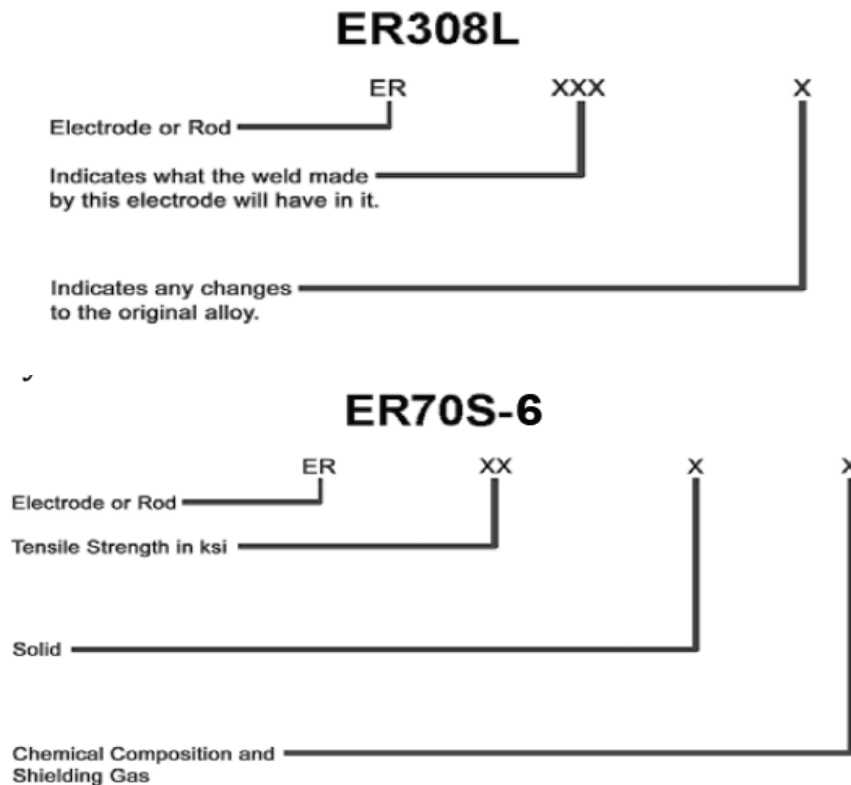 ER308L
ER XXX X
Electrode or Rod
Indicates what the weld made
by this electrode will have in it.
Indicates any changes
to the original alloy.
ER70S-6
ER XX X X
Electrode or Rod
Tensile Strength in ksi
Solid
Chemical Composition and
Shielding Gas